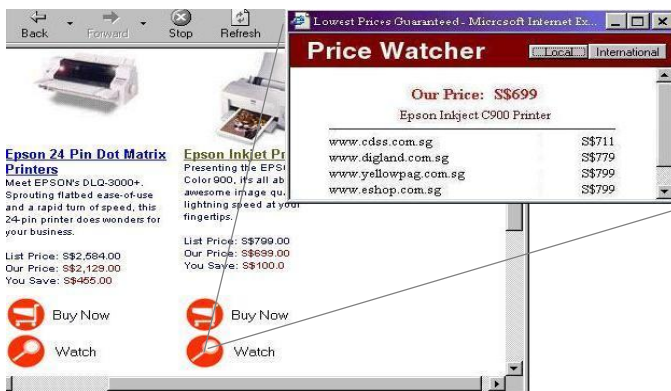 Back
Forward
Stop
Refresh
Lowest Prices Guaranteed - Microsoft Internet Ex...
Price Watcher
Local
International
Our Price: S$699
Epson Inkject C900 Printer
www.cdss.com.sg S$711
www.digland.com.sg S$779
www.yellowpag.com.sg S$799
www.eshop.com.sg S$799
Epson 24 Pin Dot Matrix
Printers
Meet EPSON's DLQ-3000+.
Sprouting flatbed ease-of-use
and a rapid turn of speed, this
24-pin printer does wonders for
your business.
List Price: S$2,584.00
Our Price: S$2,129.00
You Save: S$455.00
Buy Now
Watch
Epson Inkjet Pr
Presenting the EPS
Color 900, it's all ab
awesome image qu
lightning speed at your
fingertips.
List Price: S$799.00
Our Price: S$699.00
You Save: S$100.0
Buy Now
Watch